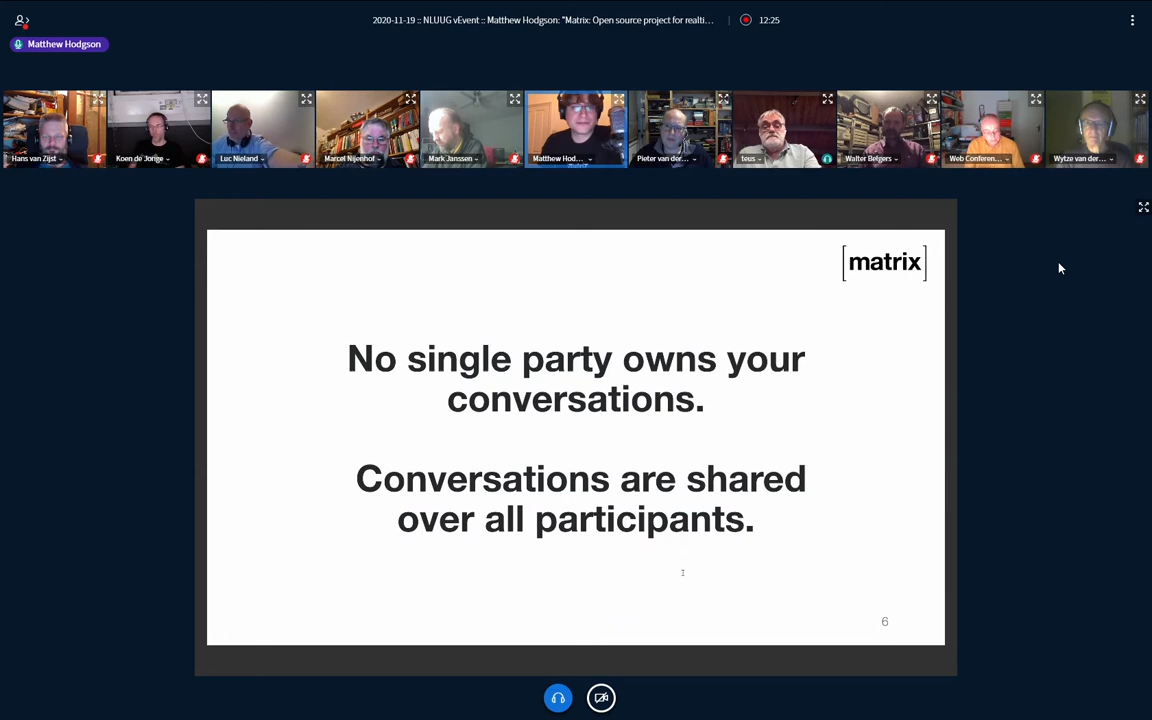 2020-11-19 :: NLUUG vEvent :: Matthew Hodgson: "Matrix: Open source project for realti...
12:25
Matthew Hodgson
Hans van Zijst
Koen de Jonge
Luc Nieland
Marcel Nijenhof
Mark Janssen
Matthew Hod...
Pieter van der...
teus
Walter Belgers
Web Conferen...
Wytze van der...
[matrix]
No single party owns your
conversations.
Conversations are shared
over all participants.
6